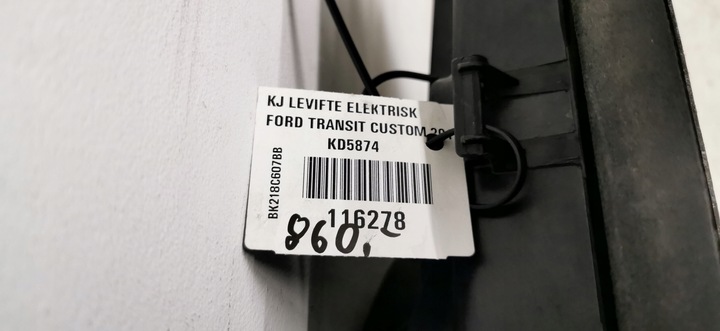 KJ LEVIFTE ELEKTRISK
FORD TRANSIT CUSTOM
KD5874
BK218C607BB
116278
860,-